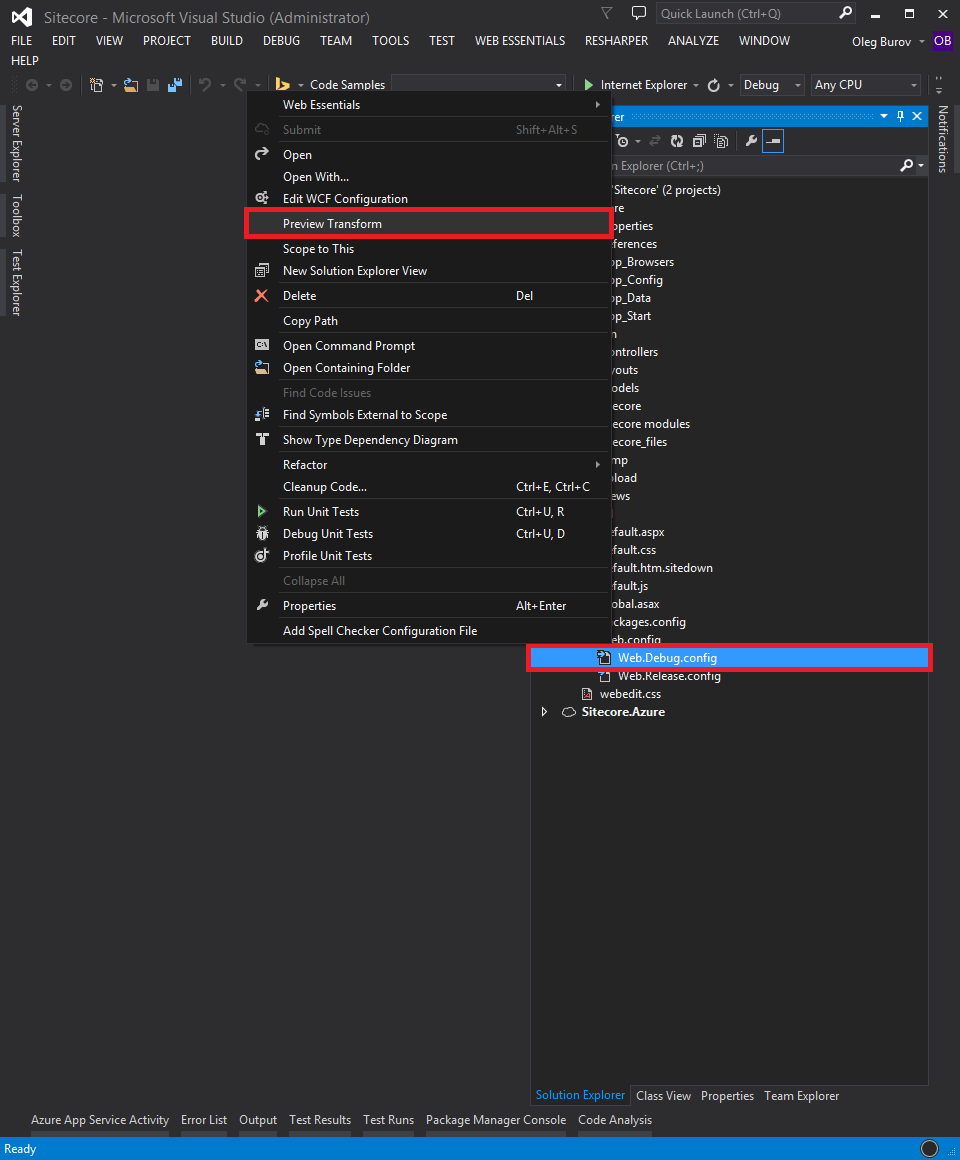 Sitecore - Microsoft Visual Studio (Administrator)
Quick Launch (Ctrl+Q)
FILE EDIT VIEW PROJECT BUILD DEBUG TEAM TOOLS TEST WEB ESSENTIALS RESHARPER ANALYZE WINDOW
Oleg Burov OB
HELP
Code Samples
Internet Explorer
Debug
Any CPU
Server Explorer
Toolbox
Test Explorer
Notifications
Web Essentials
Submit Shift+Alt+S
Open
Open With...
Edit WCF Configuration
Preview Transform
Scope to This
New Solution Explorer View
Delete Del
Copy Path
Open Command Prompt
Open Containing Folder
Find Code Issues
Find Symbols External to Scope
Show Type Dependency Diagram
Refactor
Cleanup Code... Ctrl+E, Ctrl+C
Run Unit Tests Ctrl+U, R
Debug Unit Tests Ctrl+U, D
Profile Unit Tests
Collapse All
Properties Alt+Enter
Add Spell Checker Configuration File
rer
n Explorer (Ctrl+;)
'Sitecore' (2 projects)
re
operties
ferences
pp_Browsers
pp_Config
pp_Data
pp_Start
n
ontrollers
youts
odels
ecore
ecore modules
ecore_files
mp
load
ews
efault.aspx
efault.css
efault.htm.sitedown
efault.js
obal.asax
ckages.config
eb.config
Web.Debug.config
Web.Release.config
webedit.css
Sitecore.Azure
Solution Explorer Class View Properties Team Explorer
Azure App Service Activity Error List Output Test Results Test Runs Package Manager Console Code Analysis
Ready